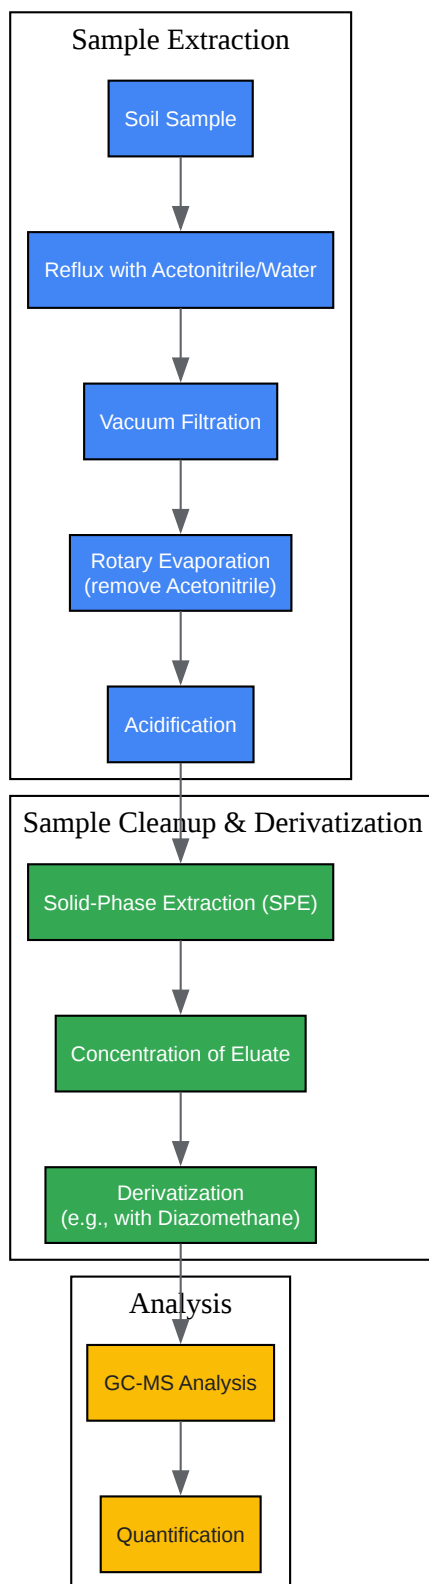 Sample Extraction
Soil Sample
Reflux with Acetonitrile/Water
Vacuum Filtration
Rotary Evaporation
(remove Acetonitrile)
Acidification
Sample Cleanup & Derivatization
Solid-Phase Extraction (SPE)
Concentration of Eluate
Derivatization
(e.g., with Diazomethane)
Analysis
GC-MS Analysis
Quantification